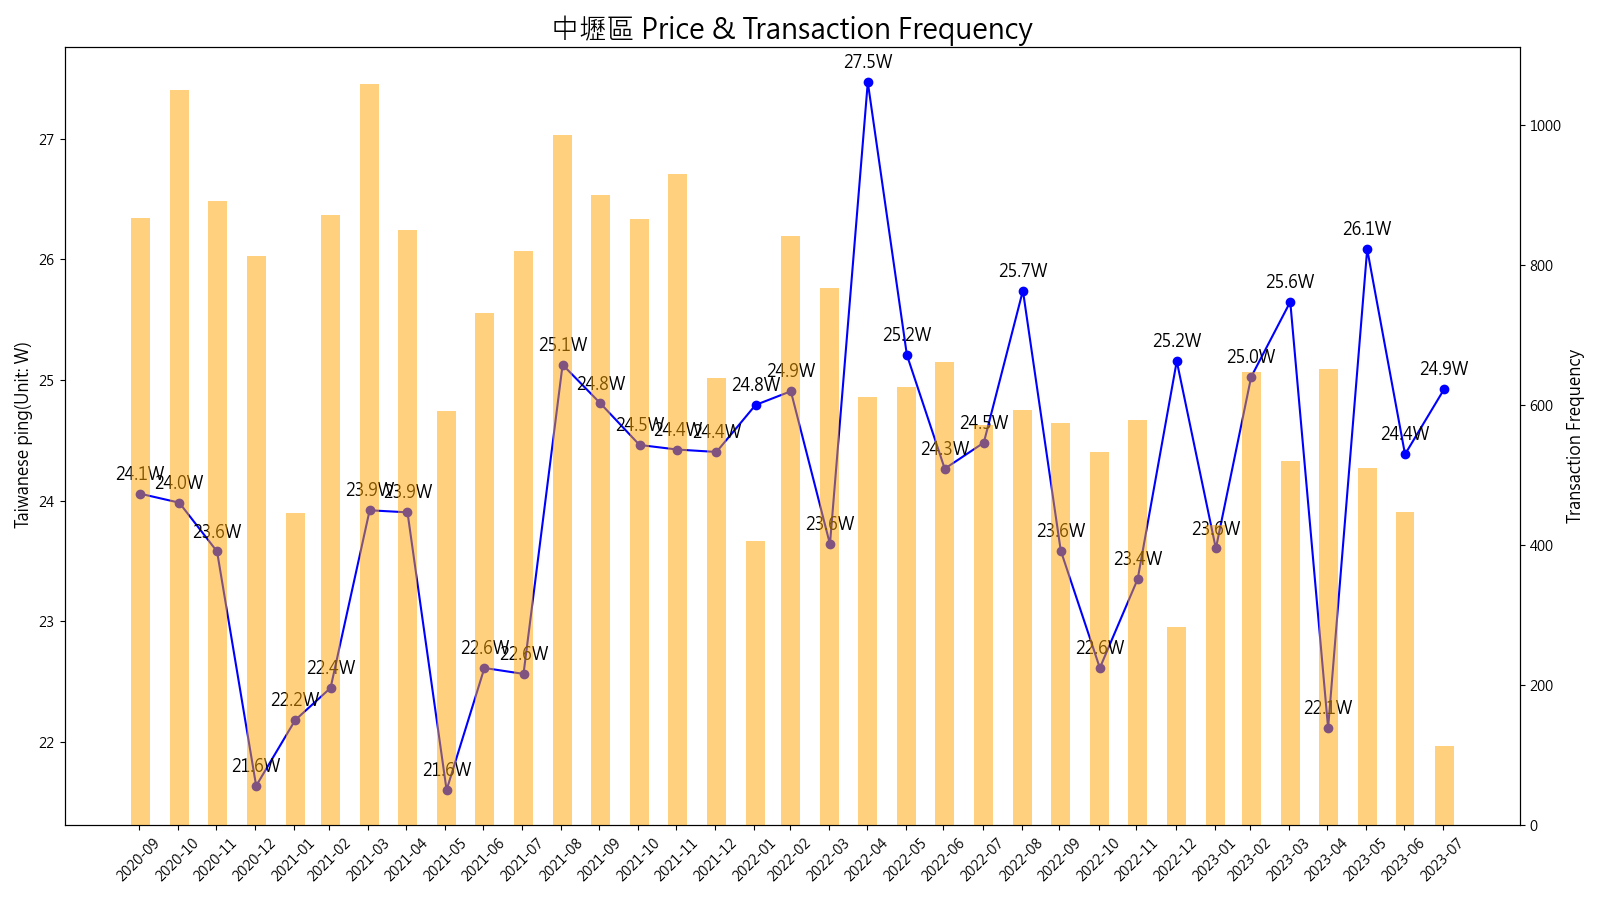 中壢區 Price & Transaction Frequency
27.5W
27
1000
26.1W
26
25.7W
25.6W
800
25.2W
25.2W
25.1W
25.0W
24.9W
24.9W
25
24.8W
24.8W
600
24.5W
24.4W
24.4W
24.5W
24.4W
24.3W
24.1W
24.0W
23.9W
23.9W
24
23.6W
23.6W
23.6W
23.6W
400
23.4W
23
22.6W
22.6W
22.6W
22.4W
22.2W
22.1W
200
22
21.6W
21.6W
0
Taiwanese ping(Unit: W)
Transaction Frequency
2020-09
2020-10
2020-11
2020-12
2021-01
2021-02
2021-03
2021-04
2021-05
2021-06
2021-07
2021-08
2021-09
2021-10
2021-11
2021-12
2022-01
2022-02
2022-03
2022-04
2022-05
2022-06
2022-07
2022-08
2022-09
2022-10
2022-11
2022-12
2023-01
2023-02
2023-03
2023-04
2023-05
2023-06
2023-07